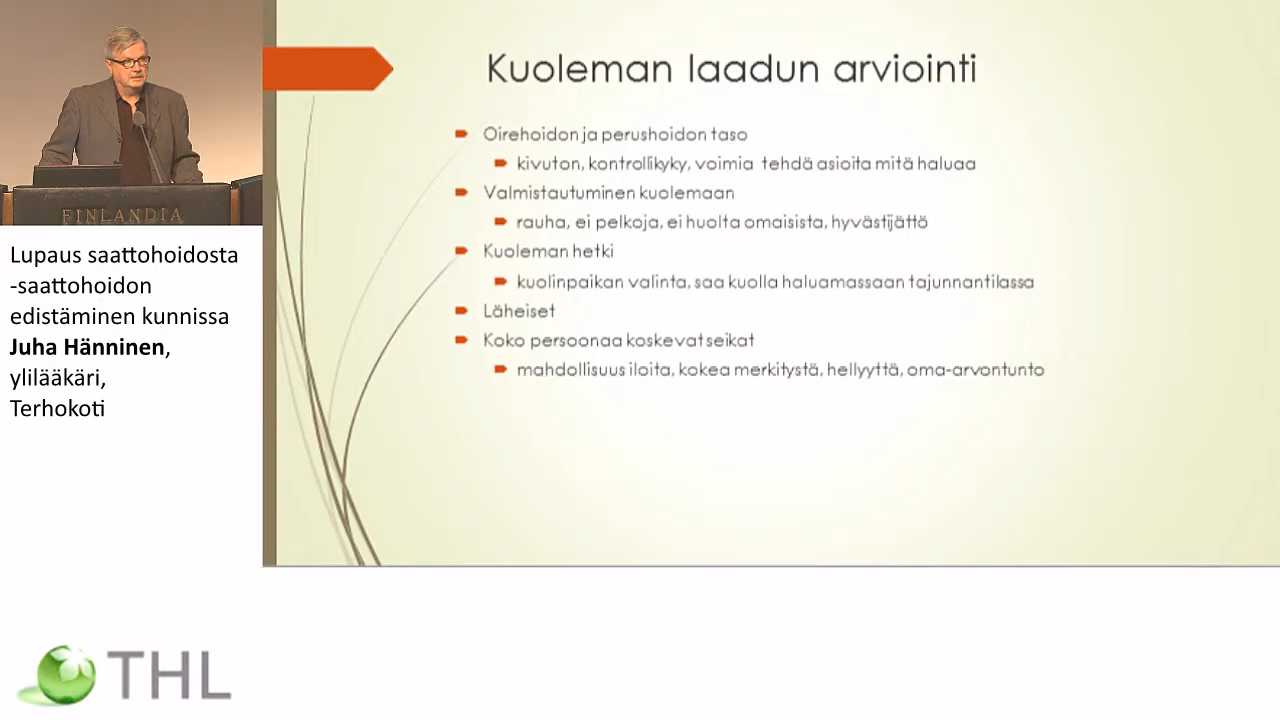 FINLANDIA
Lupaus saattohoidosta
-saattohoidon
edistäminen kunnissa
Juha Hänninen,
ylilääkäri,
Terhokoti
THL
Kuoleman laadun arviointi
Oirehoidon ja perushoidon taso
kivuton, kontrollikyky, voimia tehdä asioita mitä haluaa
Valmistautuminen kuolemaan
rauha, ei pelkoja, ei huolta omaisista, hyvästijättö
Kuoleman hetki
kuolinpaikan valinta, saa kuolla haluamassaan tajunnantilassa
Läheiset
Koko persoonaa koskevat seikat
mahdollisuus iloita, kokea merkitystä, hellyyttä, oma-arvontunto